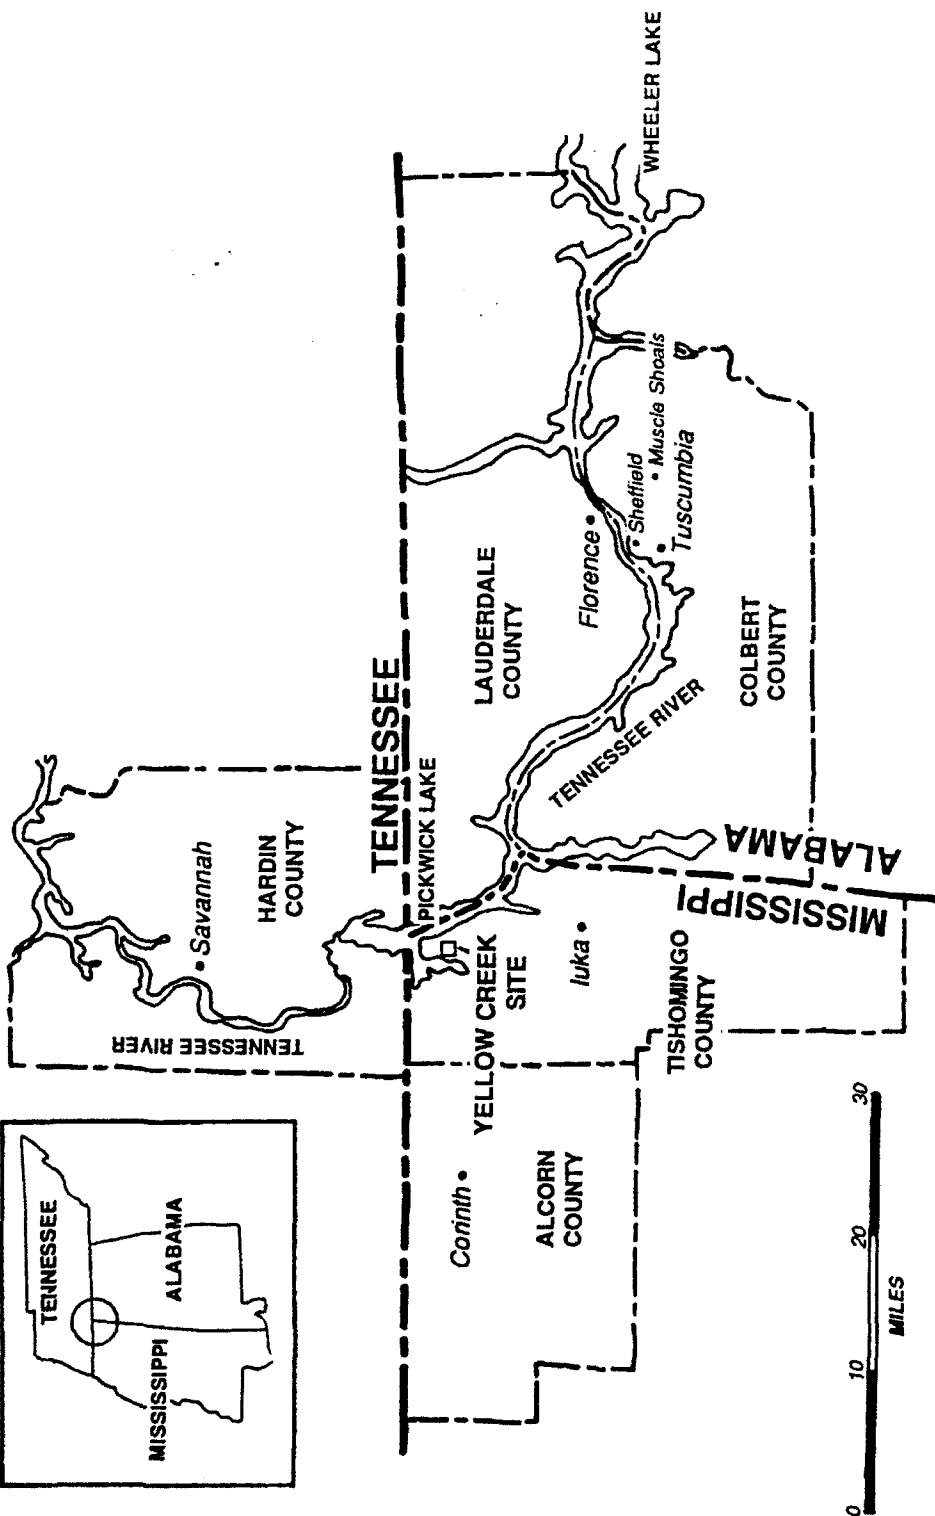 TENNESSEE
MISSISSIPPI
ALABAMA
TENNESSEE RIVER
Savannah
HARDIN
COUNTY
TENNESSEE
PICKWICK LAKE
Corinth
ALCORN
COUNTY
YELLOW CREEK
SITE
Iuka
TISHOMINGO
COUNTY
MISSISSIPPI
ALABAMA
LAUDERDALE
COUNTY
Florence
TENNESSEE RIVER
Sheffield
Muscle Shoals
Tuscumbia
COLBERT
COUNTY
WHEELER LAKE
0 10 20 30
MILES